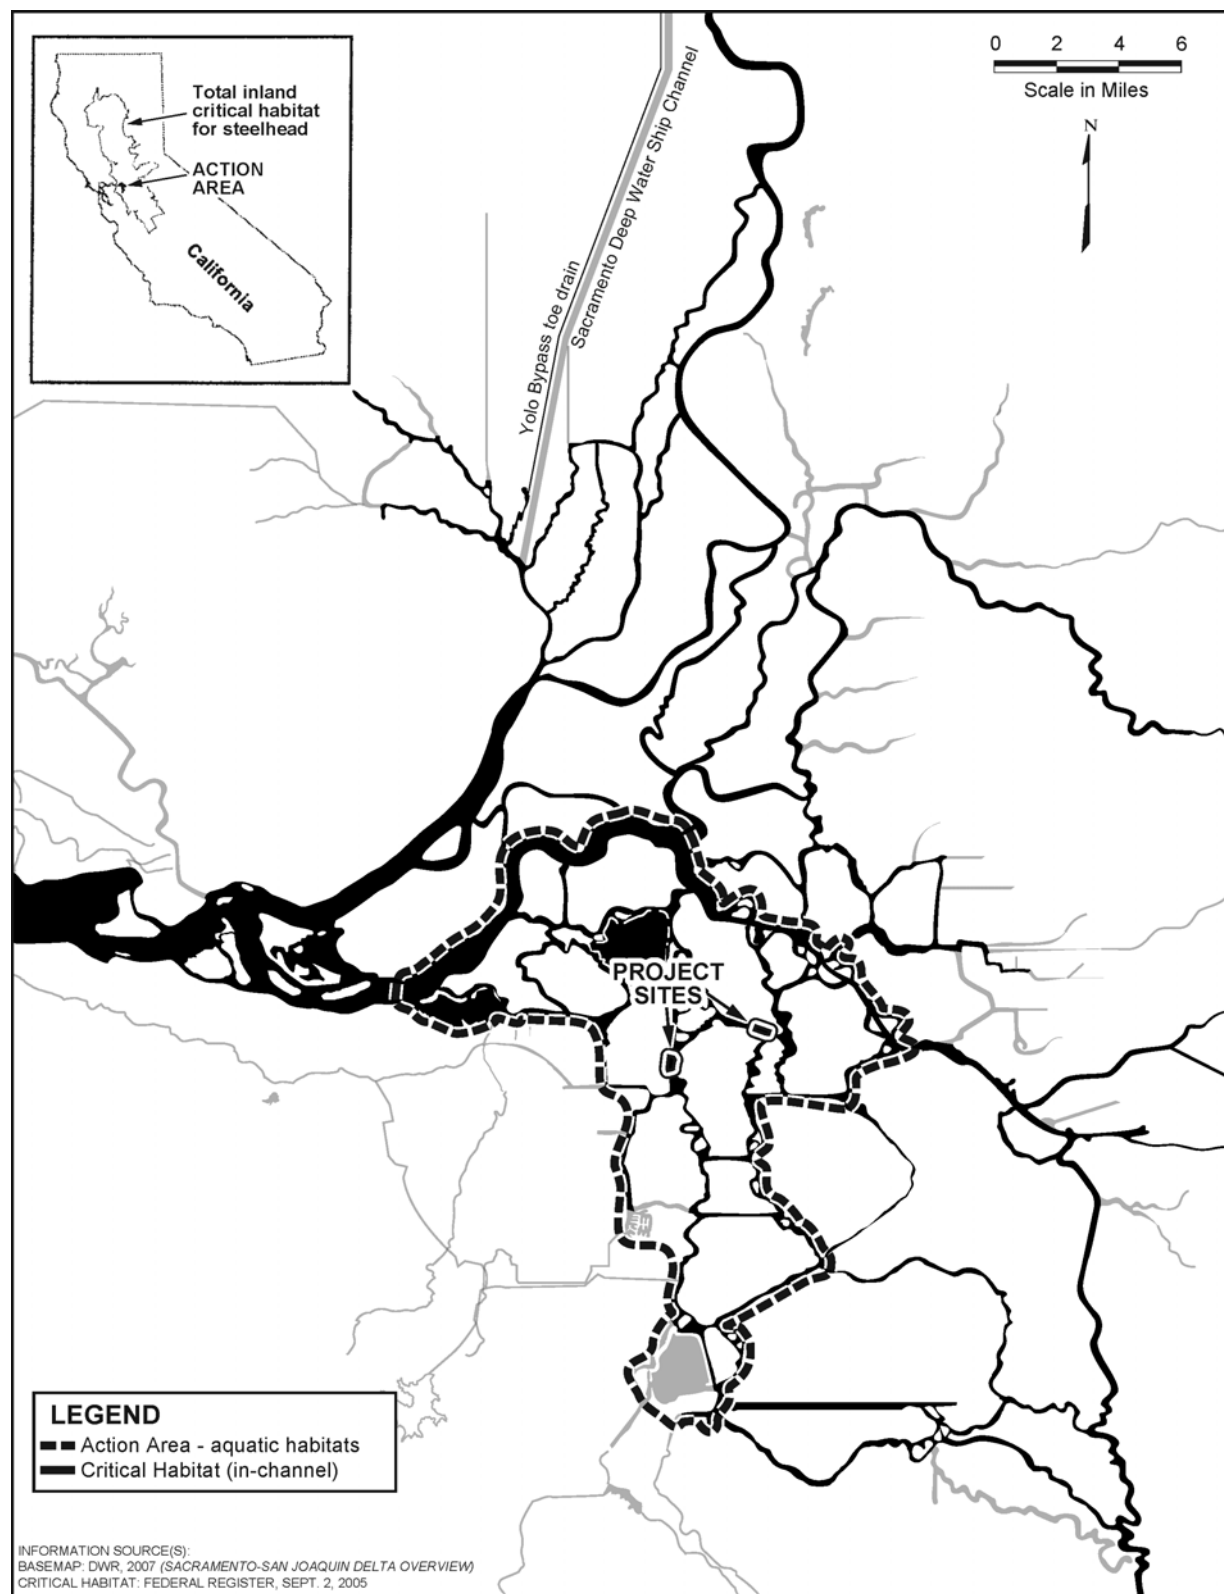 Total inland
critical habitat
for steelhead
ACTION
AREA
California
Yolo Bypass toe drain
Sacramento Deep Water Ship Channel
0 2 4 6
Scale in Miles
N
PROJECT
SITES
LEGEND
Action Area - aquatic habitats
Critical Habitat (in-channel)
INFORMATION SOURCE(S):
BASEMAP: DWR, 2007 (SACRAMENTO-SAN JOAQUIN DELTA OVERVIEW)
CRITICAL HABITAT: FEDERAL REGISTER, SEPT. 2, 2005